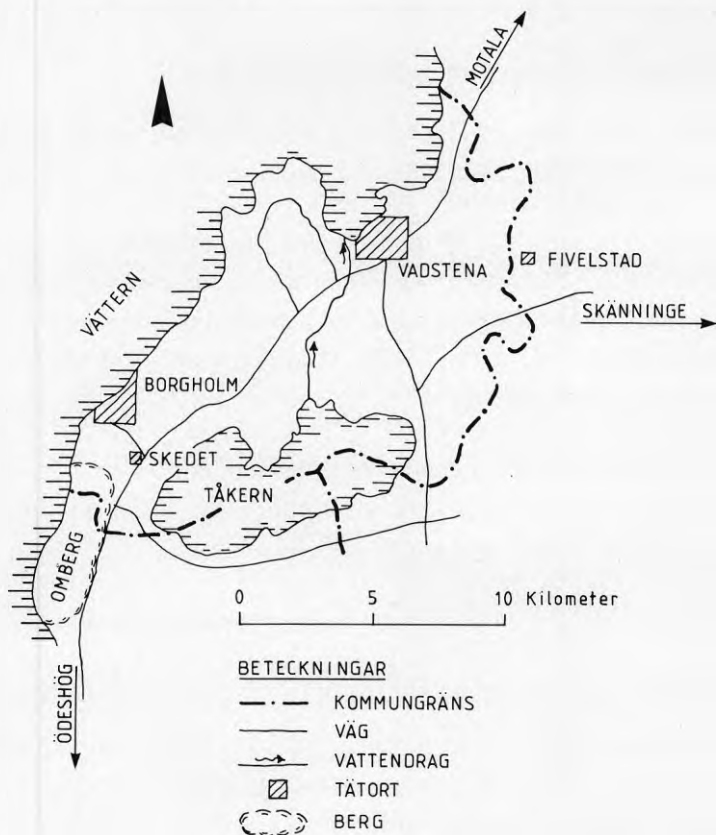 MOTALA
VADSTENA
FIVELSTAD
SKÄNNINGE
VÄTTERN
BORGHOLM
SKEDET
TÅKERN
OMBERG
0 5 10 Kilometer
ÖDESHÖG
BETECKNINGAR
KOMMUNGRÄNS
VÄG
VATTENDRAG
TÄTORT
BERG